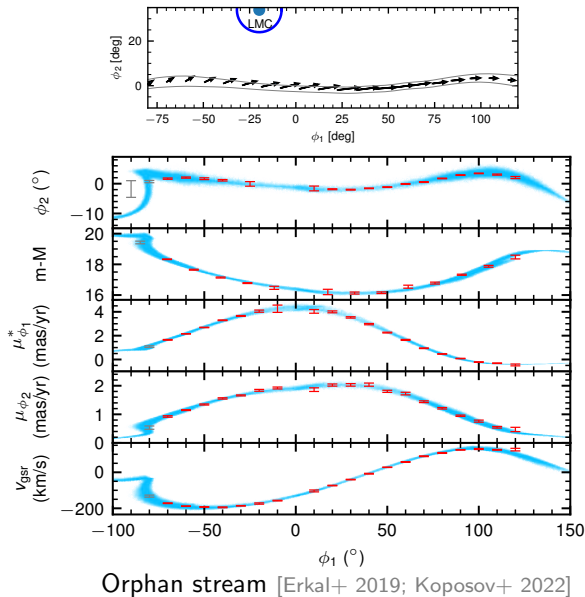 5
0
ϕ2 [deg]
LMC
−75 −50 −25 0 25 50 75 100
ϕ1 [deg]
0
−10
ϕ2 (°)
20
18
16
m-M
4
2
0
μ*ϕ1
(mas/yr)
2
1
0
μϕ2
(mas/yr)
0
−200
vgsr
(km/s)
−100 −50 0 50 100 150
ϕ1 (°)
Orphan stream [Erkal+ 2019; Koposov+ 2022]